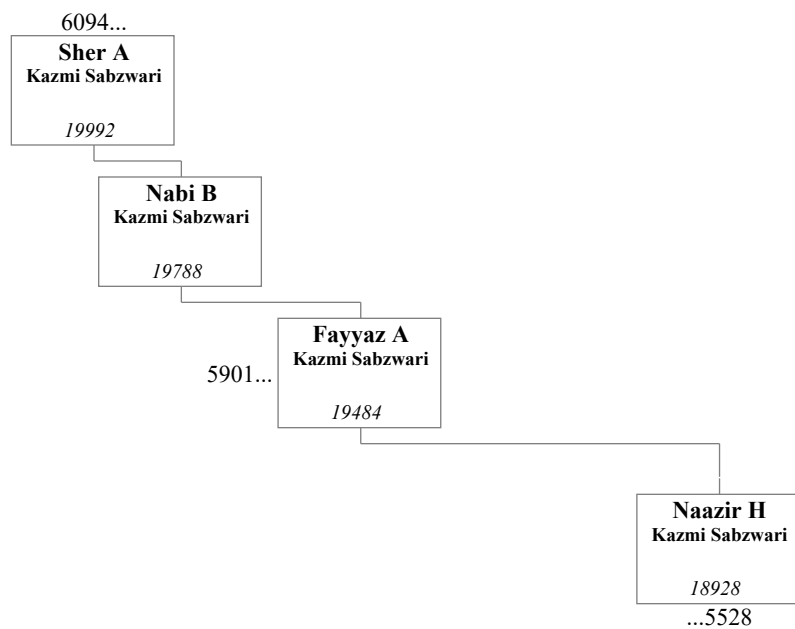 6094...
Sher A
Kazmi Sabzwari
19992
Nabi B
Kazmi Sabzwari
19788
Fayyaz A
Kazmi Sabzwari
5901...
19484
Naazir H
Kazmi Sabzwari
18928
...5528